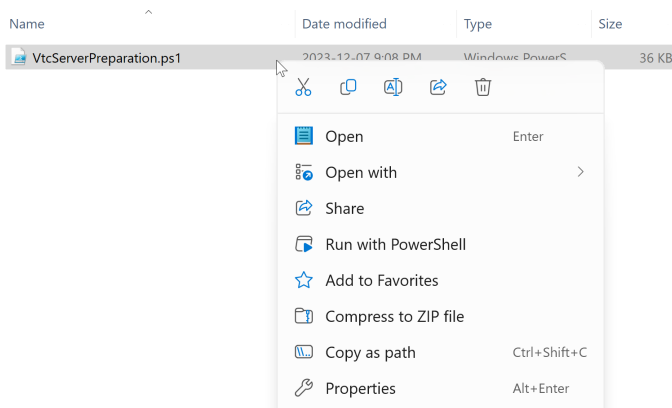 Name Date modified Type Size
VtcServerPreparation.ps1 2023-12-07 9:08 PM Windows PowerS... 36 KB
Open Enter
Open with
Share
Run with PowerShell
Add to Favorites
Compress to ZIP file
Copy as path Ctrl+Shift+C
Properties Alt+Enter